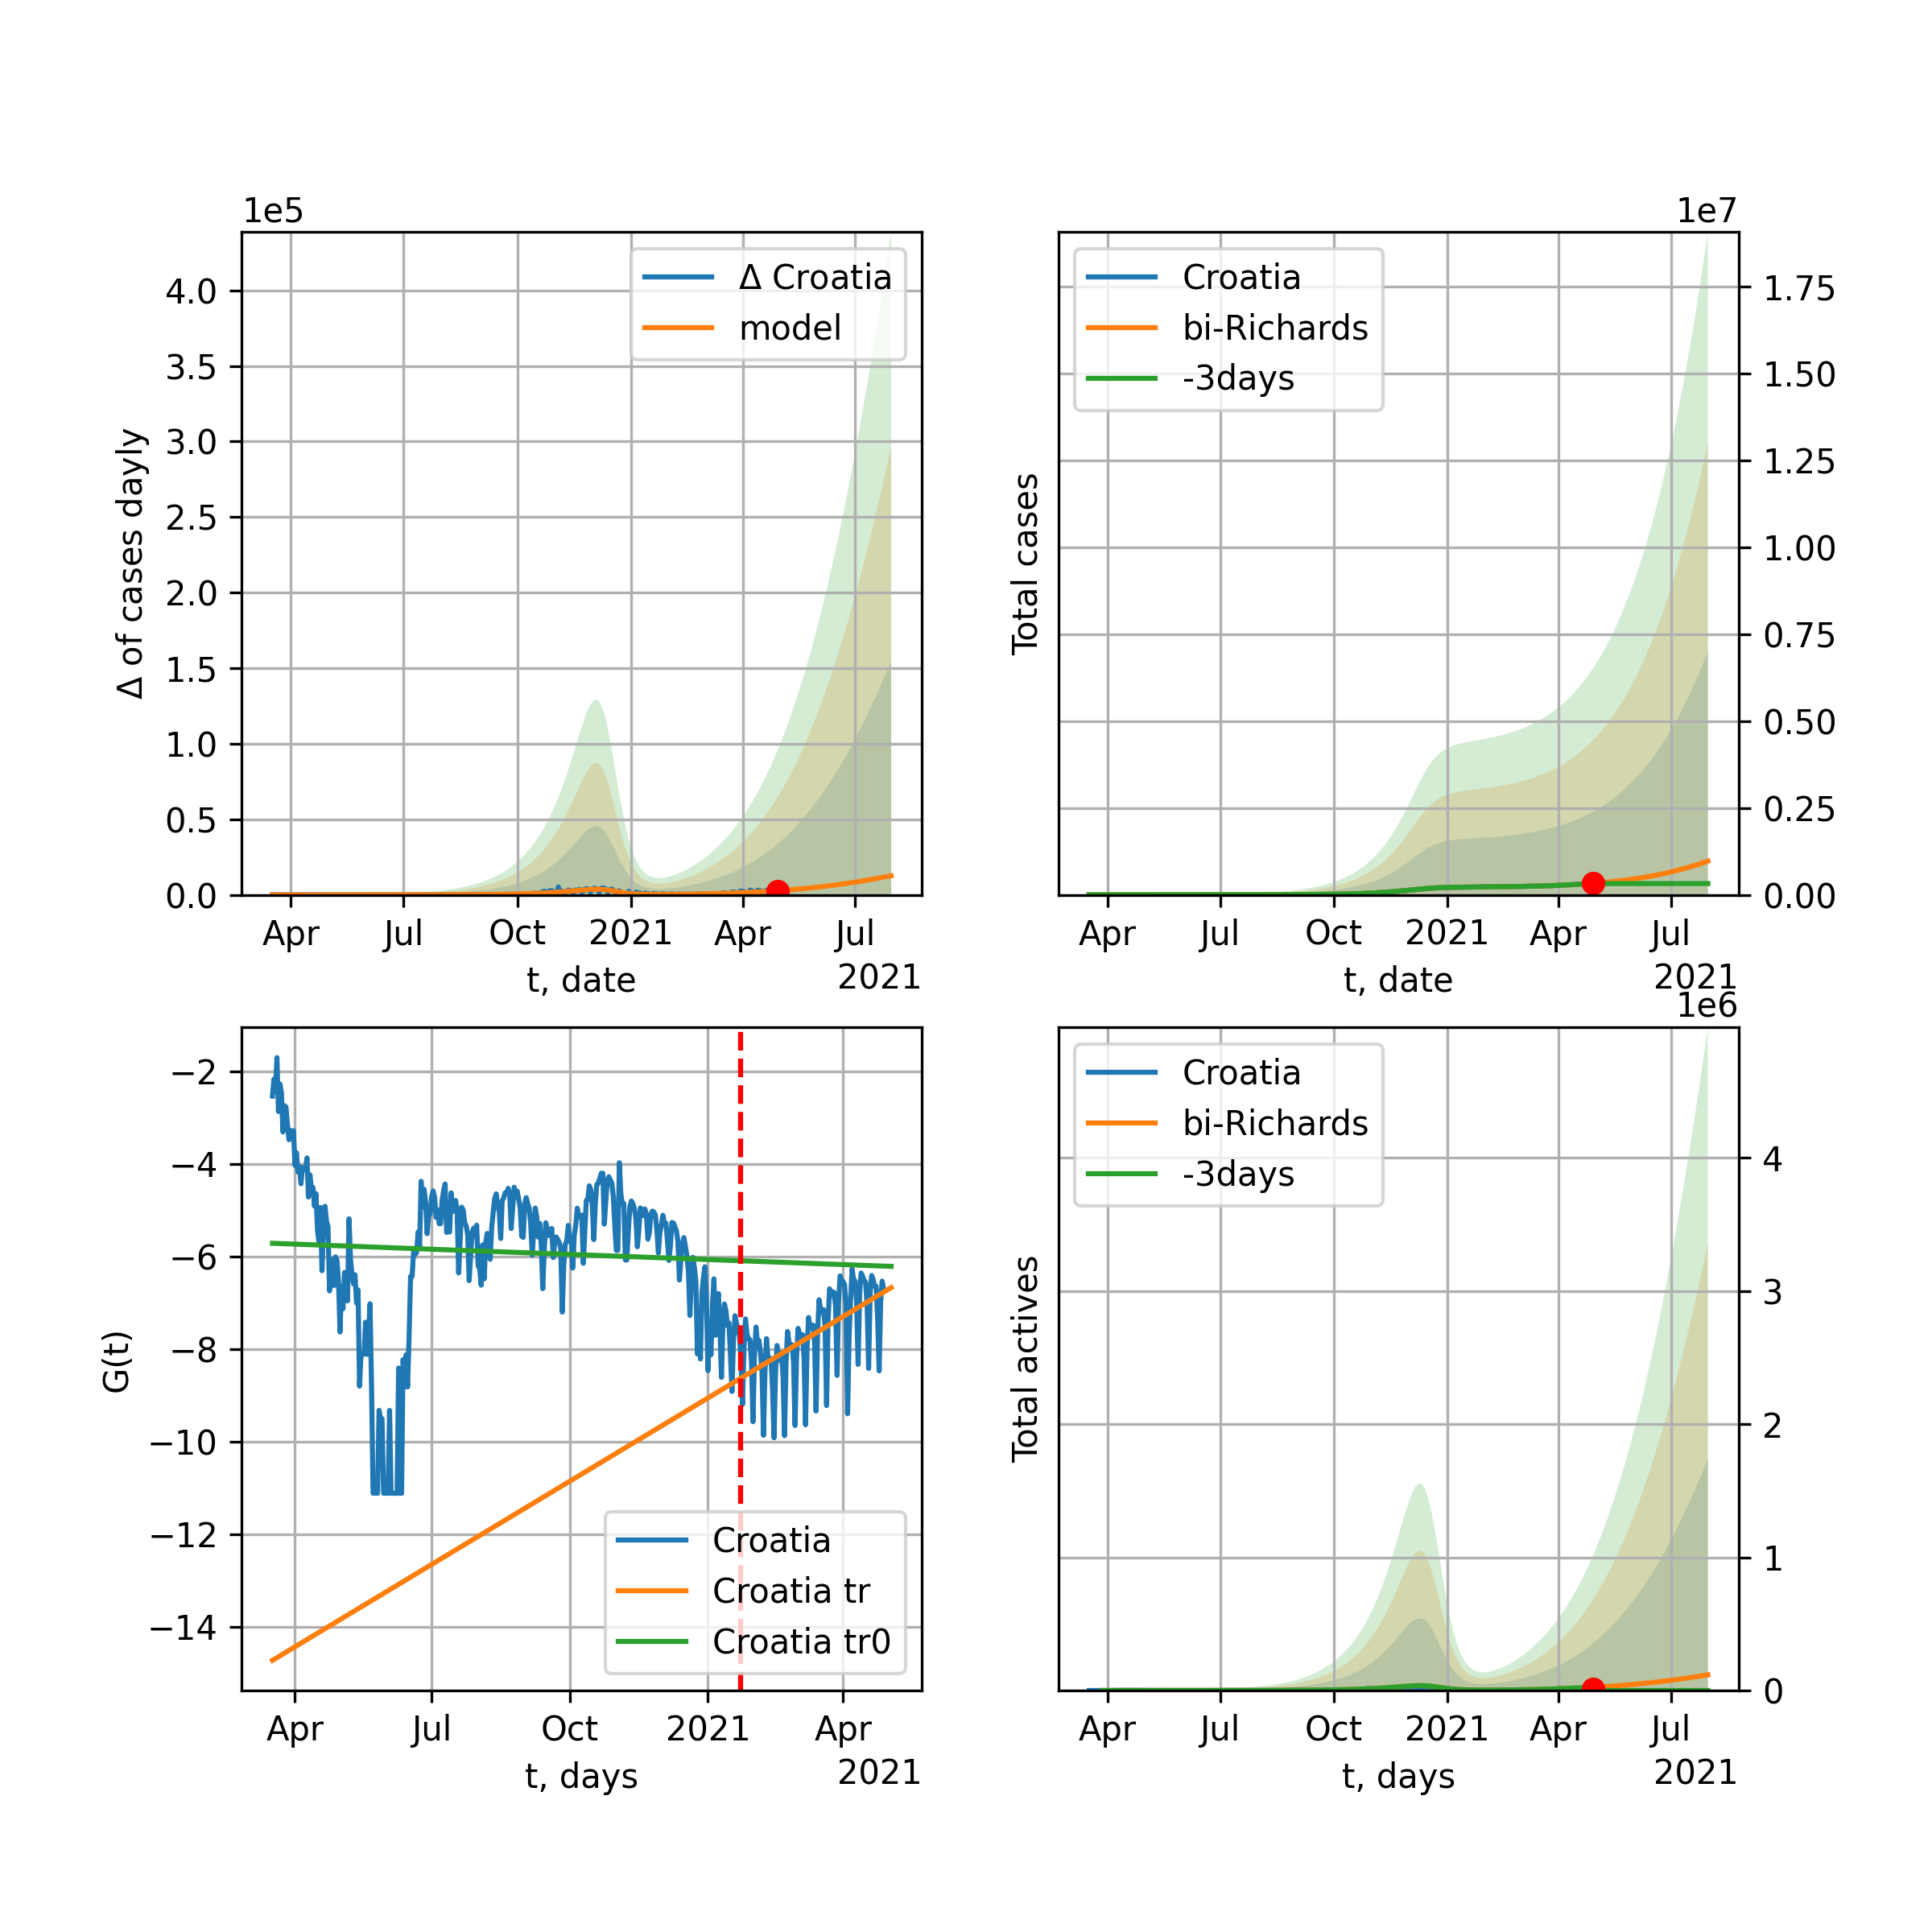 1e5
Δ of cases dayly
4.0
3.5
3.0
2.5
2.0
1.5
1.0
0.5
0.0
Δ Croatia
model
Apr Jul Oct 2021 Apr Jul
t, date
2021
1e7
Total cases
Croatia
bi-Richards
-3days
1.75
1.50
1.25
1.00
0.75
0.50
0.25
0.00
Apr Jul Oct 2021 Apr Jul
t, date
2021
G(t)
−2
−4
−6
−8
−10
−12
−14
Croatia
Croatia tr
Croatia tr0
Apr Jul Oct 2021 Apr
t, days
2021
1e6
Total actives
Croatia
bi-Richards
-3days
4
3
2
1
0
Apr Jul Oct 2021 Apr Jul
t, days
2021